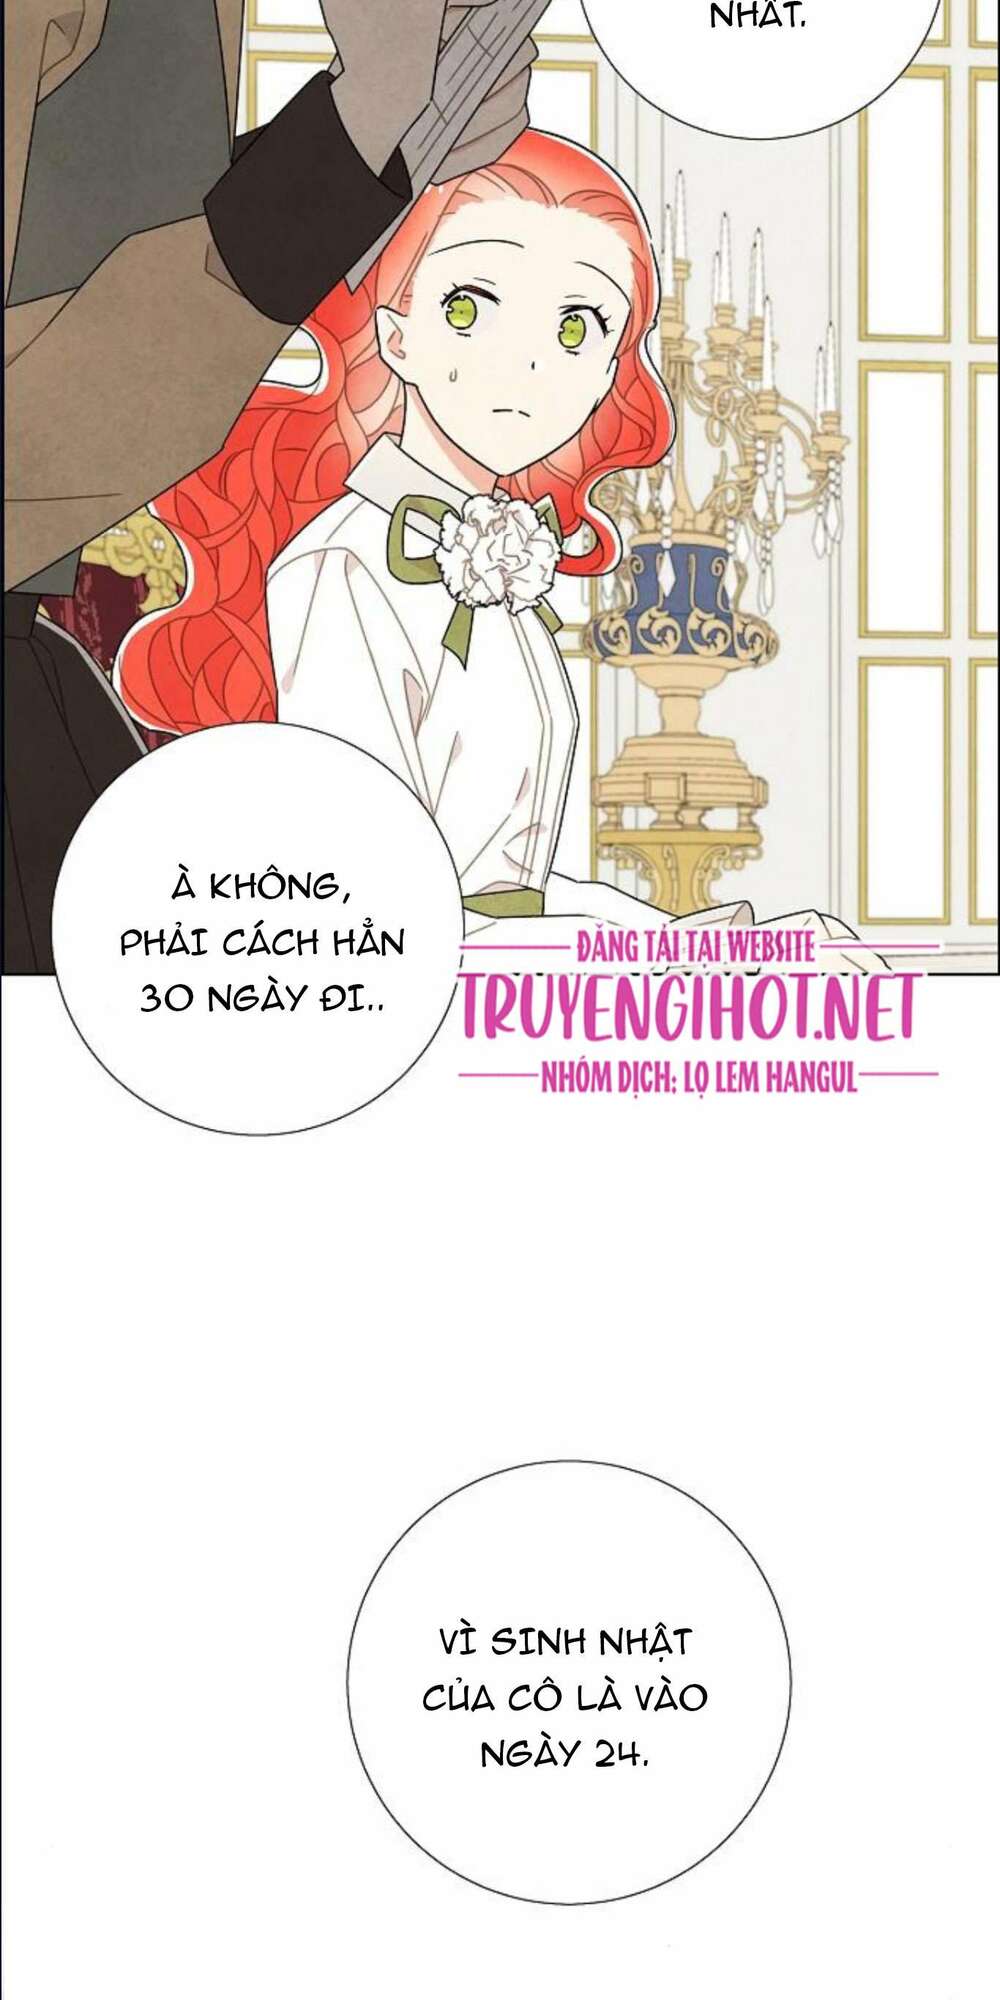 NHẤT.
À KHÔNG,
PHẢI CÁCH HẲN
30 NGÀY ĐI..
ĐĂNG TẢI TẠI WEBSITE
TRUYENGIHOT.NET
NHÓM DỊCH: LỌ LEM HANGUL
VÌ SINH NHẬT
CỦA CÔ LÀ VÀO
NGÀY 24.